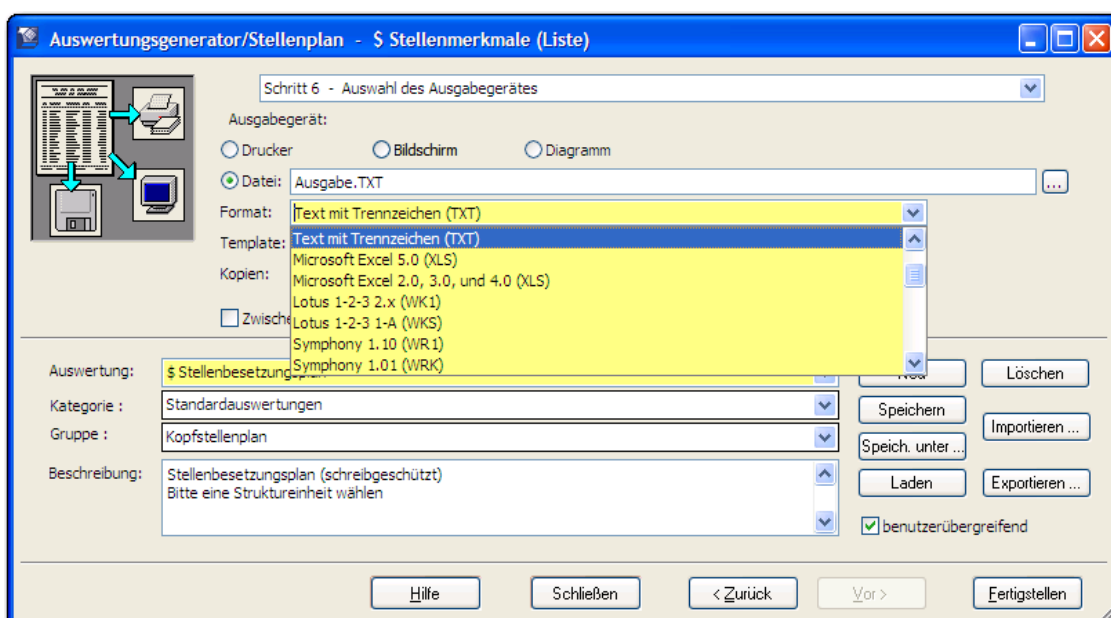 Auswertungsgenerator/Stellenplan - $ Stellenmerkmale (Liste)
Schritt 6 - Auswahl des Ausgabegerätes
Ausgabegerät:
Drucker Bildschirm Diagramm
Datei: Ausgabe.TXT ...
Format: Text mit Trennzeichen (TXT)
Template: Text mit Trennzeichen (TXT)
Microsoft Excel 5.0 (XLS)
Kopien: Microsoft Excel 2.0, 3.0, und 4.0 (XLS)
Lotus 1-2-3 2.x (WK1)
Lotus 1-2-3 1-A (WKS)
Symphony 1.10 (WR1)
Symphony 1.01 (WRK)
Auswertung: $ Stellenbesetzungsplan Löschen
Kategorie : Standardauswertungen Speichern
Importieren ...
Gruppe : Kopfstellenplan Speich. unter ...
Beschreibung: Stellenbesetzungsplan (schreibgeschützt) Laden Exportieren ...
Bitte eine Struktureinheit wählen
benutzerübergreifend
Hilfe Schließen < Zurück Vor > Fertigstellen